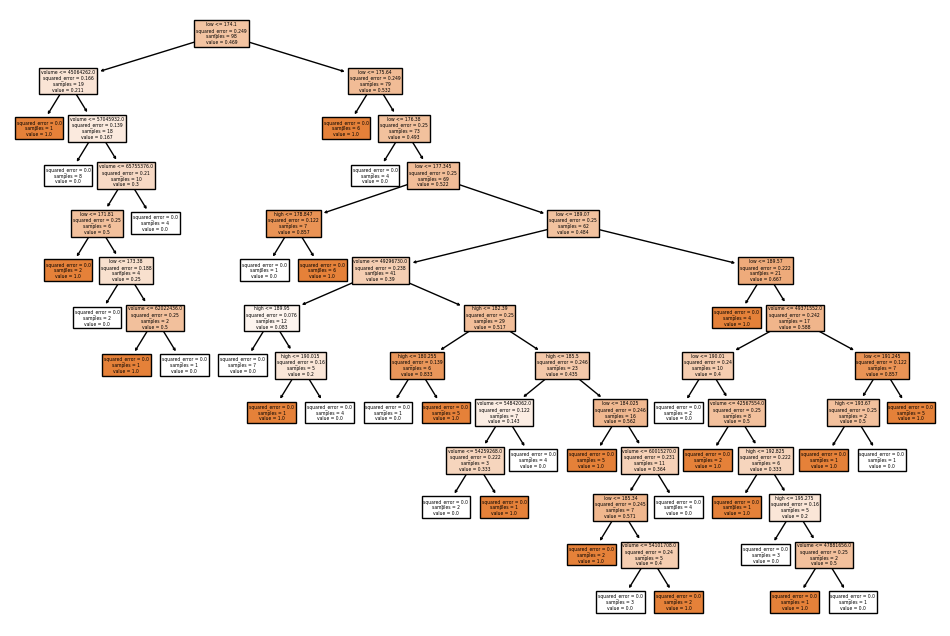 low <= 174.1
squared_error = 0.249
samples = 98
value = 0.469
volume <= 45064262.0
squared_error = 0.166
samples = 19
value = 0.211
low <= 175.64
squared_error = 0.249
samples = 79
value = 0.532
squared_error = 0.0
samples = 1
value = 1.0
volume <= 57045932.0
squared_error = 0.139
samples = 18
value = 0.167
squared_error = 0.0
samples = 6
value = 1.0
low <= 176.38
squared_error = 0.25
samples = 73
value = 0.493
squared_error = 0.0
samples = 8
value = 0.0
volume <= 65755376.0
squared_error = 0.21
samples = 10
value = 0.3
squared_error = 0.0
samples = 4
value = 0.0
low <= 177.345
squared_error = 0.25
samples = 69
value = 0.522
low <= 171.81
squared_error = 0.25
samples = 6
value = 0.5
squared_error = 0.0
samples = 4
value = 0.0
high <= 178.847
squared_error = 0.122
samples = 7
value = 0.857
low <= 189.07
squared_error = 0.25
samples = 62
value = 0.484
squared_error = 0.0
samples = 2
value = 1.0
low <= 173.38
squared_error = 0.188
samples = 4
value = 0.25
squared_error = 0.0
samples = 1
value = 0.0
squared_error = 0.0
samples = 6
value = 1.0
volume <= 49296730.0
squared_error = 0.238
samples = 41
value = 0.39
low <= 189.57
squared_error = 0.222
samples = 21
value = 0.667
squared_error = 0.0
samples = 2
value = 0.0
squared_error = 0.25
samples = 2
value = 0.5
high <= 189.95
squared_error = 0.076
samples = 12
value = 0.083
squared_error = 0.25
samples = 29
value = 0.517
squared_error = 0.0
samples = 4
value = 1.0
squared_error = 0.242
samples = 17
value = 0.588
squared_error = 0.0
samples = 1
value = 1.0
squared_error = 0.0
samples = 1
value = 0.0
squared_error = 0.0
samples = 7
value = 0.0
high <= 190.015
squared_error = 0.16
samples = 5
value = 0.2
high <= 180.255
squared_error = 0.139
samples = 6
value = 0.833
high <= 185.5
squared_error = 0.246
samples = 23
value = 0.435
low <= 190.01
squared_error = 0.24
samples = 10
value = 0.4
low <= 191.245
squared_error = 0.122
samples = 7
value = 0.857
squared_error = 0.0
samples = 1
value = 1.0
squared_error = 0.0
samples = 4
value = 0.0
squared_error = 0.0
samples = 1
value = 0.0
squared_error = 0.0
samples = 5
value = 1.0
volume <= 54842062.0
squared_error = 0.122
samples = 7
value = 0.143
low <= 184.025
squared_error = 0.246
samples = 16
value = 0.562
squared_error = 0.0
samples = 2
value = 0.0
volume <= 42567554.0
squared_error = 0.25
samples = 8
value = 0.5
high <= 193.67
squared_error = 0.25
samples = 2
value = 0.5
squared_error = 0.0
samples = 5
value = 1.0
volume <= 54259268.0
squared_error = 0.222
samples = 3
value = 0.333
squared_error = 0.0
samples = 4
value = 0.0
squared_error = 0.0
samples = 5
value = 1.0
volume <= 60015270.0
squared_error = 0.231
samples = 11
value = 0.364
squared_error = 0.0
samples = 2
value = 1.0
high <= 192.825
squared_error = 0.222
samples = 6
value = 0.333
squared_error = 0.0
samples = 1
value = 1.0
squared_error = 0.0
samples = 1
value = 0.0
squared_error = 0.0
samples = 2
value = 0.0
squared_error = 0.0
samples = 1
value = 1.0
low <= 185.34
squared_error = 0.245
samples = 7
value = 0.571
squared_error = 0.0
samples = 4
value = 0.0
squared_error = 0.0
samples = 1
value = 1.0
high <= 195.275
squared_error = 0.16
samples = 5
value = 0.2
squared_error = 0.0
samples = 2
value = 1.0
volume <= 54101708.0
squared_error = 0.24
samples = 5
value = 0.4
squared_error = 0.0
samples = 3
value = 0.0
volume <= 47881656.0
squared_error = 0.25
samples = 2
value = 0.5
squared_error = 0.0
samples = 3
value = 0.0
squared_error = 0.0
samples = 2
value = 1.0
squared_error = 0.0
samples = 1
value = 1.0
squared_error = 0.0
samples = 1
value = 0.0